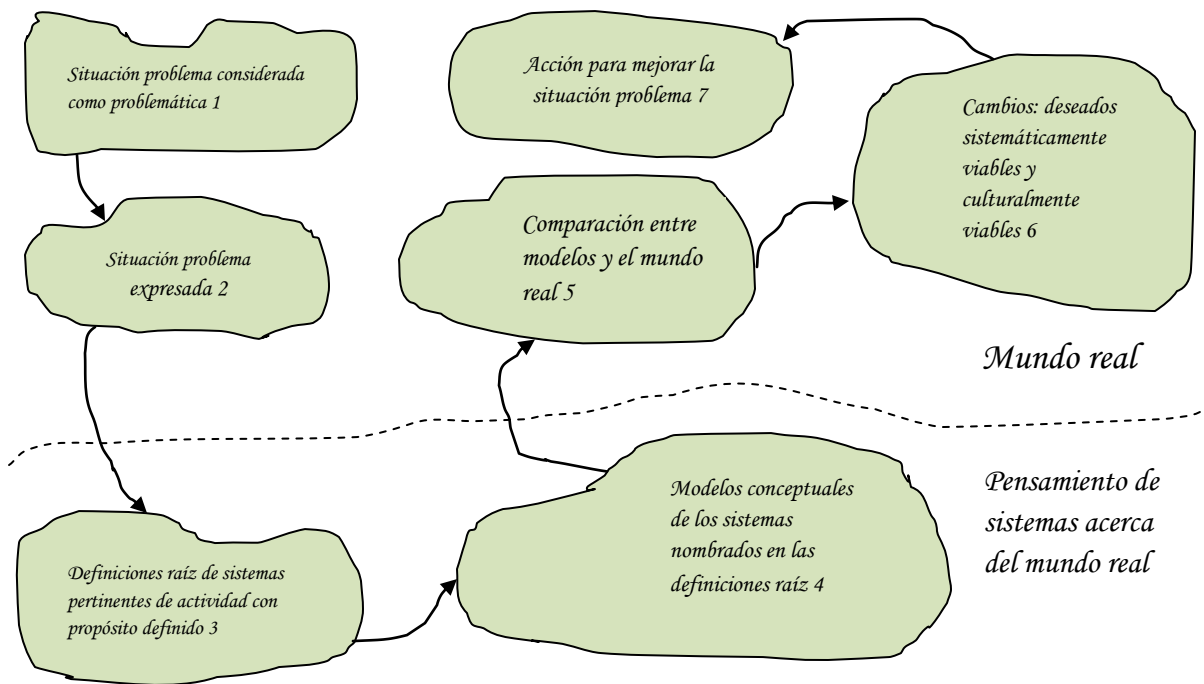 Situación problema considerada
como problemática 1
Situación problema
expresada 2
Definiciones raíz de sistemas
pertinentes de actividad con
propósito definido 3
Modelos conceptuales
de los sistemas
nombrados en las
definiciones raíz 4
Comparación entre
modelos y el mundo
real 5
Cambios: deseados
sistemáticamente
viables y
culturalmente
viables 6
Acción para mejorar la
situación problema 7
Mundo real
Pensamiento de
sistemas acerca
del mundo real